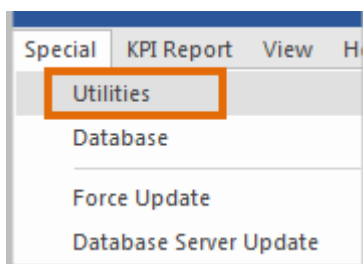 Special KPI Report View
Utilities
Database
Force Update
Database Server Update